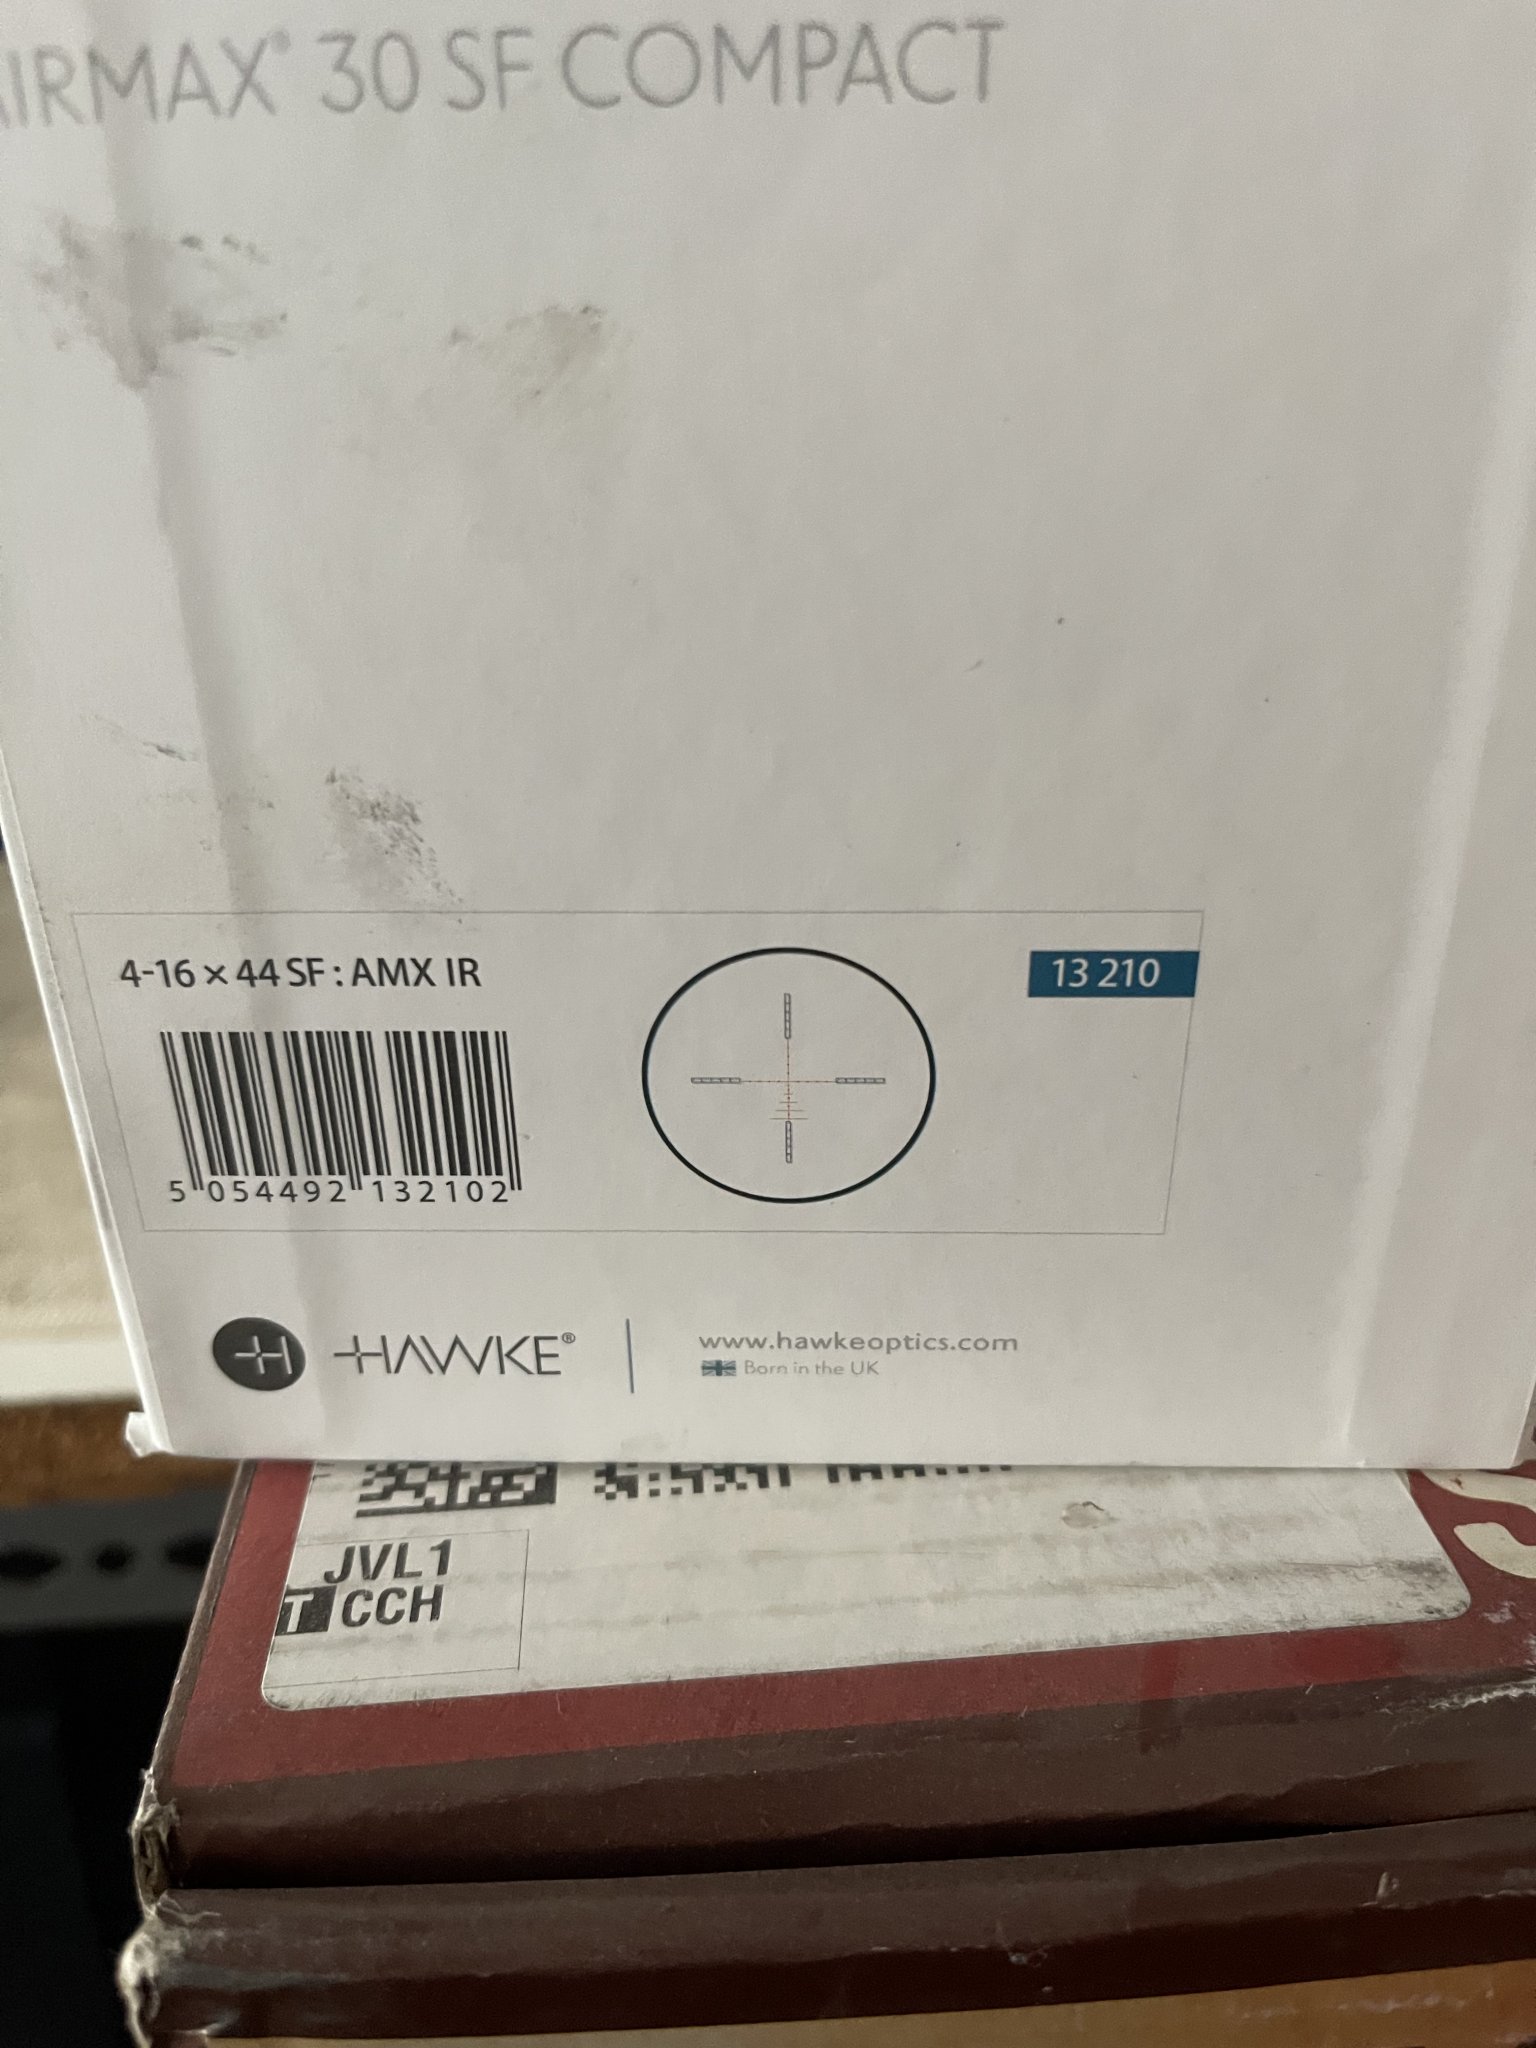 AIRMAX® 30 SF COMPACT
4-16 × 44 SF : AMX IR
13 210
5 054492 132102
HAWKE®
www.hawkeoptics.com
Born in the UK
JVL1
T CCH